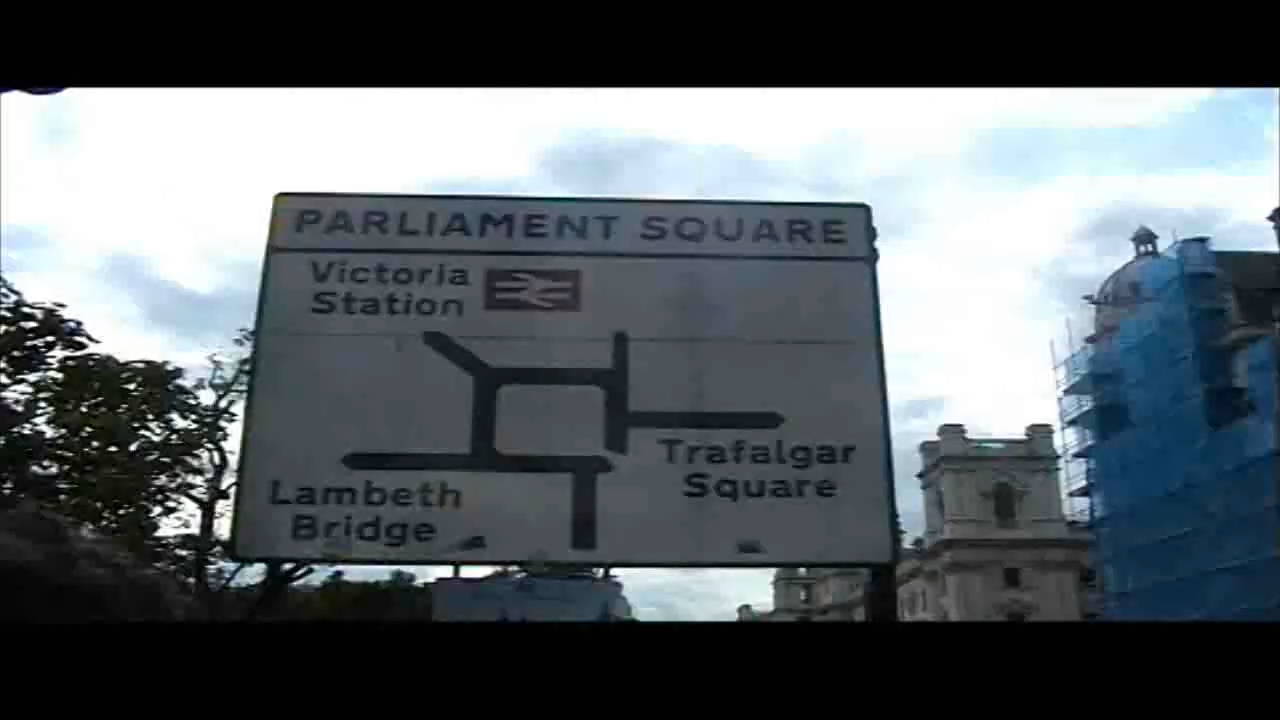 PARLIAMENT SQUARE
Victoria
Station
Trafalgar
Square
Lambeth
Bridge